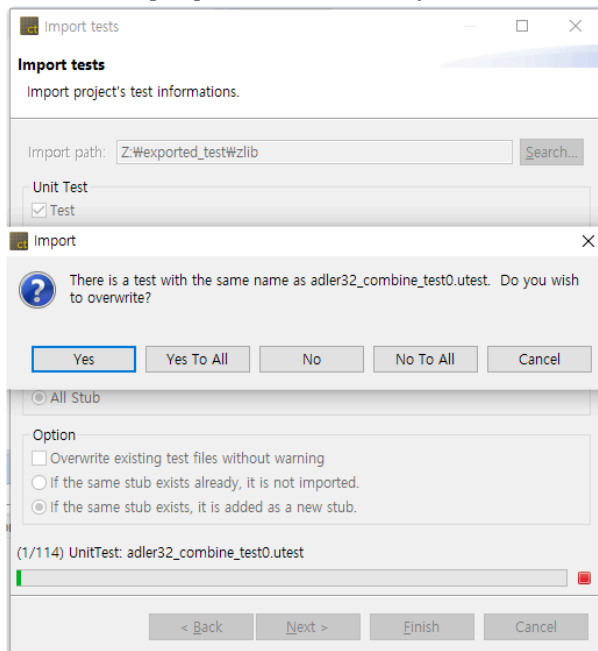 Import tests
Import tests
Import project's test informations.
Import path: Z:₩exported_test₩zlib Search...
Unit Test
Test
Import
There is a test with the same name as adler32_combine_test0.utest. Do you wish
to overwrite?
Yes Yes To All No No To All Cancel
All Stub
Option
Overwrite existing test files without warning
If the same stub exists already, it is not imported.
If the same stub exists, it is added as a new stub.
(1/114) UnitTest: adler32_combine_test0.utest
< Back Next > Finish Cancel